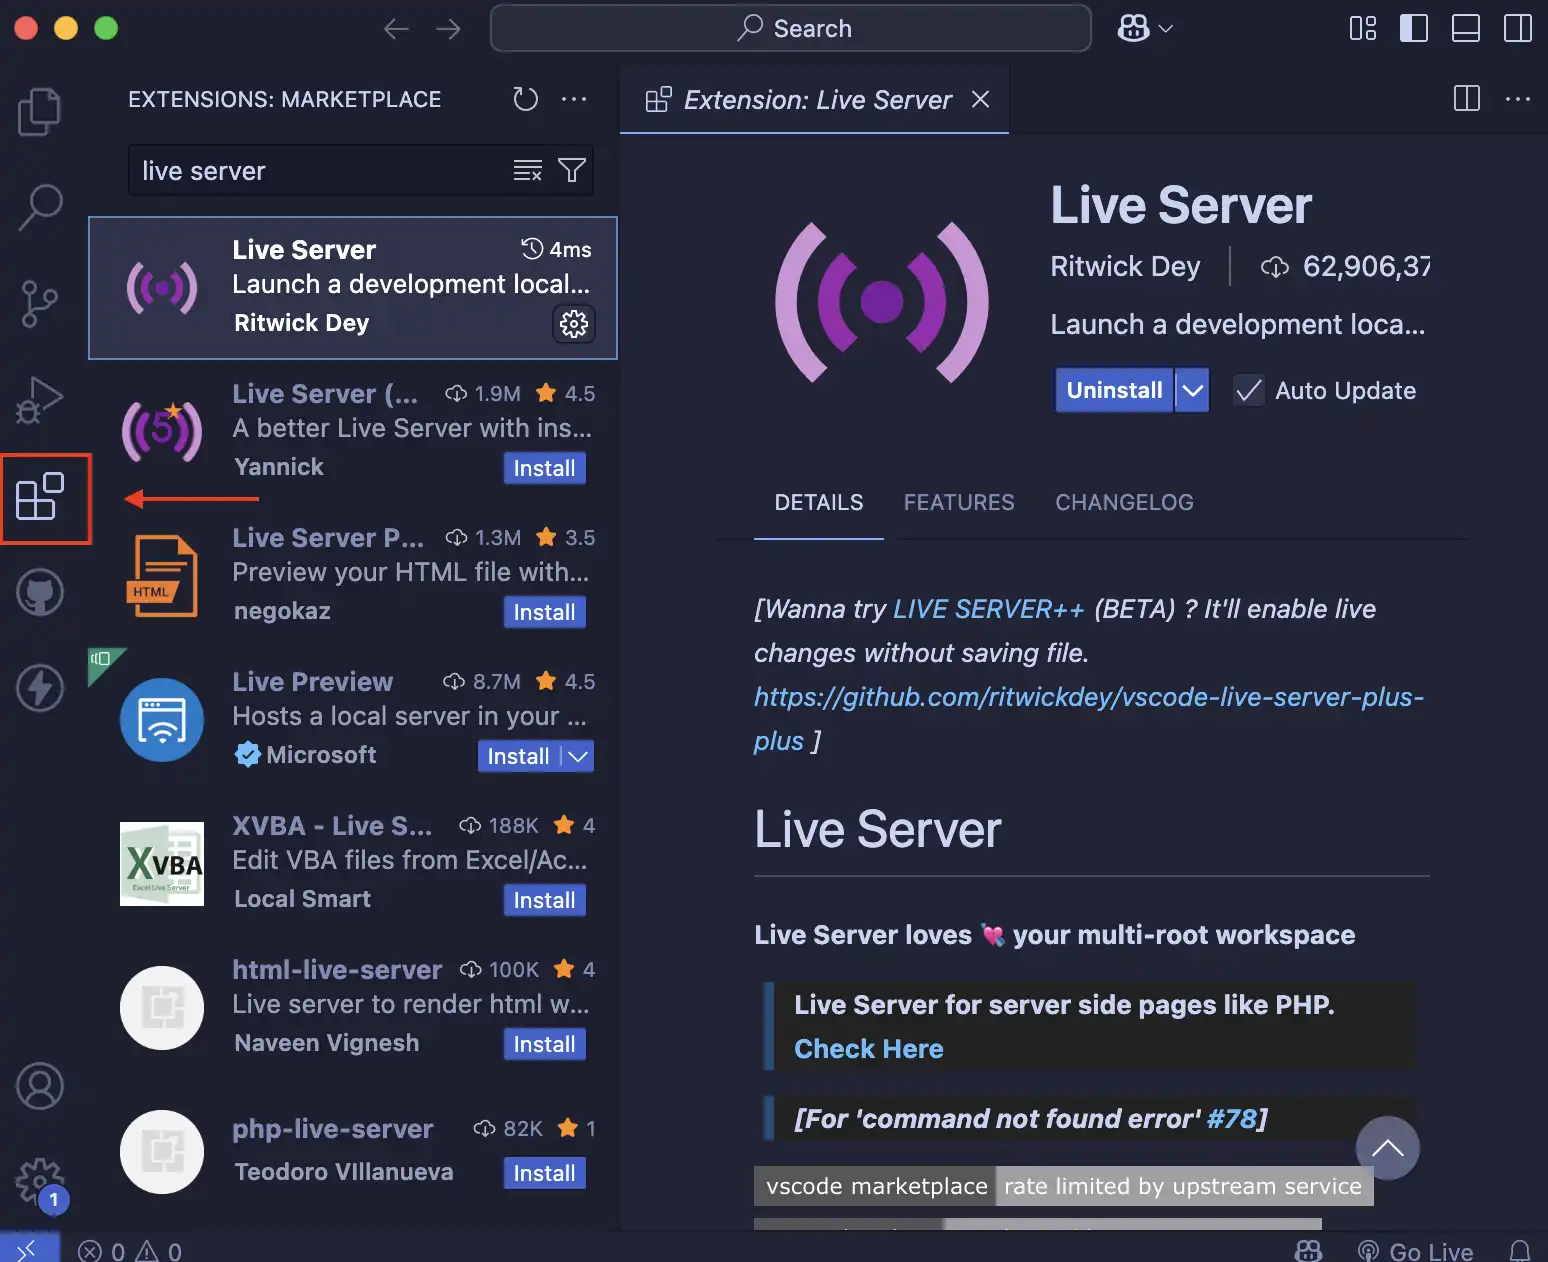 Search
EXTENSIONS: MARKETPLACE
live server
Live Server
4ms
Launch a development local...
Ritwick Dey
Live Server (...
1.9M
4.5
A better Live Server with ins...
Yannick
Install
Live Server P...
1.3M
3.5
Preview your HTML file with...
negokaz
Install
HTML
Live Preview
8.7M
4.5
Hosts a local server in your ...
Microsoft
Install
XVBA - Live S...
188K
4
Edit VBA files from Excel/Ac...
Local Smart
Install
XVBA
Excel Live Server
html-live-server
100K
4
Live server to render html w...
Naveen Vignesh
Install
php-live-server
82K
1
Teodoro VIllanueva
Install
1
0
0
Extension: Live Server
Live Server
Ritwick Dey
62,906,37
Launch a development loca...
Uninstall
Auto Update
DETAILS
FEATURES
CHANGELOG
[Wanna try LIVE SERVER++ (BETA) ? It'll enable live
changes without saving file.
https://github.com/ritwickdey/vscode-live-server-plus-
plus ]
Live Server
Live Server loves 💘 your multi-root workspace
Live Server for server side pages like PHP.
Check Here
[For 'command not found error' #78]
vscode marketplace
rate limited by upstream service
Go Live